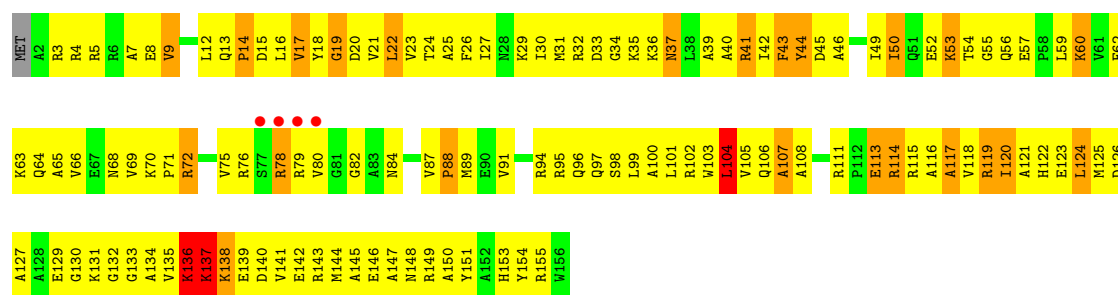 MET A2 R3 R4 R5 R6 A7 E8 V9 L12 Q13 P14 D15 L16 V17 Y18 G19 D20 V21 L22 V23 T24 A25 F26 I27 N28 K29 I30 M31 R32 D33 G34 K35 K36 N37 L38 A39 A40 R41 I42 F43 Y44 D45 A46 I49 I50 Q51 E52 K53 T54 G55 Q56 E57 P58 L59 K60 V61 F62
K63 Q64 A65 V66 E67 N68 V69 K70 P71 R72 V75 R76 S77 R78 R79 V80 G81 G82 A83 N84 V87 P88 M89 E90 V91 R94 R95 Q96 Q97 S98 L99 A100 L101 R102 W103 L104 V105 Q106 A107 A108 R111 P112 E113 R114 R115 A116 A117 V118 R119 I120 A121 H122 E123 L124 M125 D126
A127 A128 E129 G130 K131 G132 G133 A134 V135 K136 K137 K138 E139 D140 V141 E142 R143 M144 A145 E146 A147 N148 R149 A150 Y151 A152 H153 Y154 R155 W156